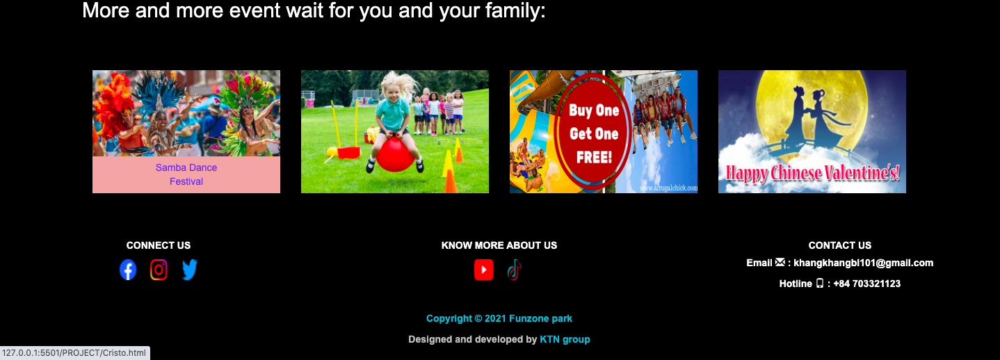 More and more event wait for you and your family:
Samba Dance
Festival
Buy One
Get One
FREE!
www.afrugalchick.com
Happy Chinese Valentine's!
CONNECT US
KNOW MORE ABOUT US
CONTACT US
Email : khangkhangbl101@gmail.com
Hotline : +84 703321123
Copyright © 2021 Funzone park
Designed and developed by KTN group
127.0.0.1:5501/PROJECT/Cristo.html